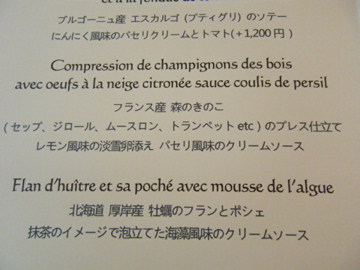 et à la fondue de
ブルゴーニュ産 エスカルゴ (プティグリ) のソテー
にんにく風味のパセリクリームとトマト(+1,200円)
Compression de champignons des bois
avec oeufs à la neige citronée sauce coulis de persil
フランス産 森のきのこ
(セップ、ジロール、ムースロン、トランペット etc) のプレス仕立て
レモン風味の淡雪卵添え パセリ風味のクリームソース
Flan d'huître et sa poché avec mousse de l'algue
北海道 厚岸産 牡蠣のフランとポシェ
抹茶のイメージで泡立てた海藻風味のクリームソース